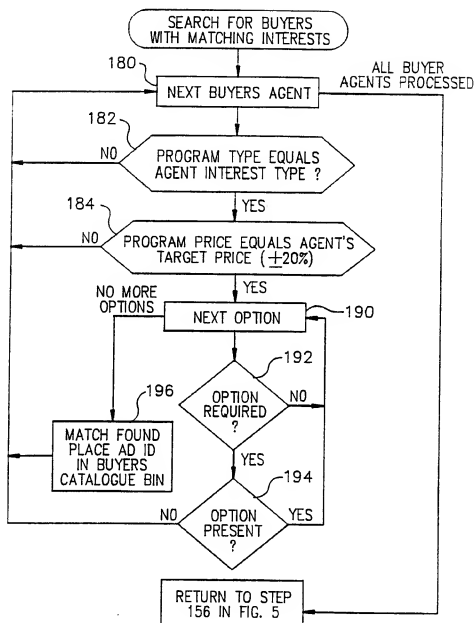 SEARCH FOR BUYERS
WITH MATCHING INTERESTS
180
NEXT BUYERS AGENT
ALL BUYER
AGENTS PROCESSED
182
NO
PROGRAM TYPE EQUALS
AGENT INTEREST TYPE ?
YES
184
NO
PROGRAM PRICE EQUALS AGENT'S
TARGET PRICE (±20%)
YES
NO MORE
OPTIONS
NEXT OPTION
190
192
OPTION
REQUIRED
?
NO
196
MATCH FOUND
PLACE AD ID
IN BUYERS
CATALOGUE BIN
YES
194
NO
OPTION
PRESENT
?
YES
RETURN TO STEP
156 IN FIG. 5